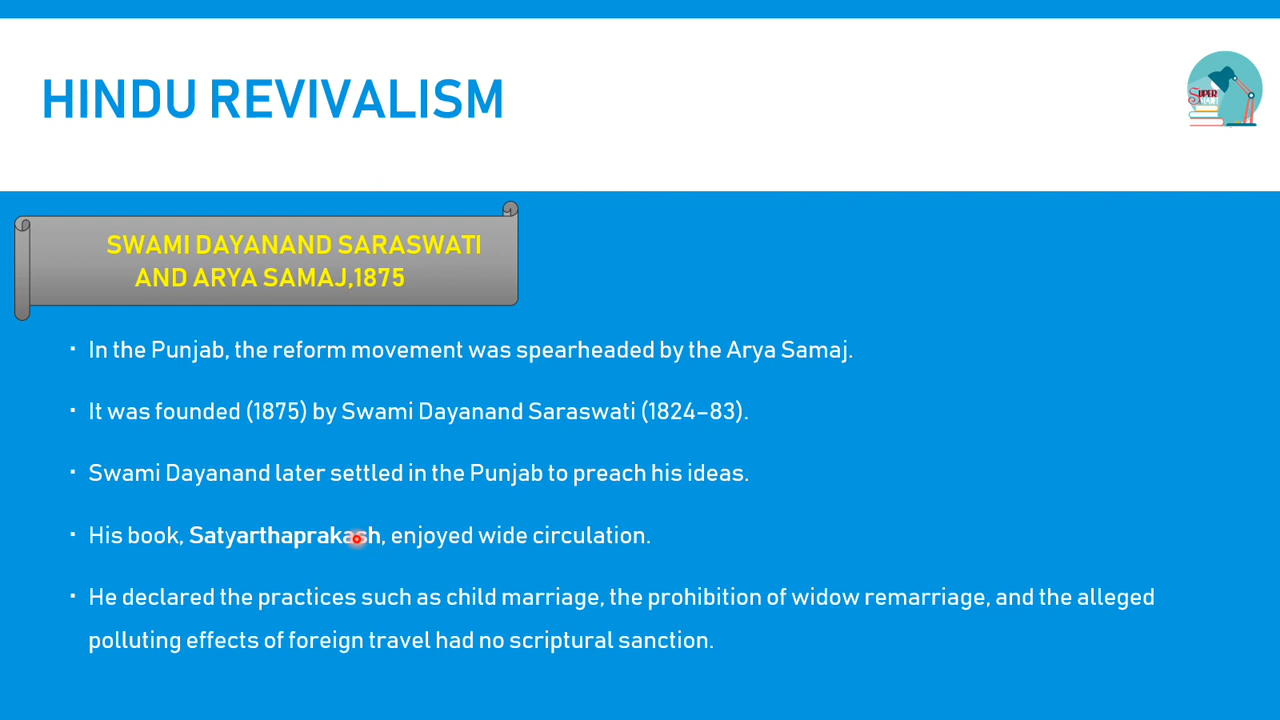 HINDU REVIVALISM
SUPER
SWAMI DAYANAND SARASWATI
AND ARYA SAMAJ,1875
▪ In the Punjab, the reform movement was spearheaded by the Arya Samaj.
▪ It was founded (1875) by Swami Dayanand Saraswati (1824–83).
▪ Swami Dayanand later settled in the Punjab to preach his ideas.
▪ His book, Satyarthaprakash, enjoyed wide circulation.
▪ He declared the practices such as child marriage, the prohibition of widow remarriage, and the alleged
polluting effects of foreign travel had no scriptural sanction.